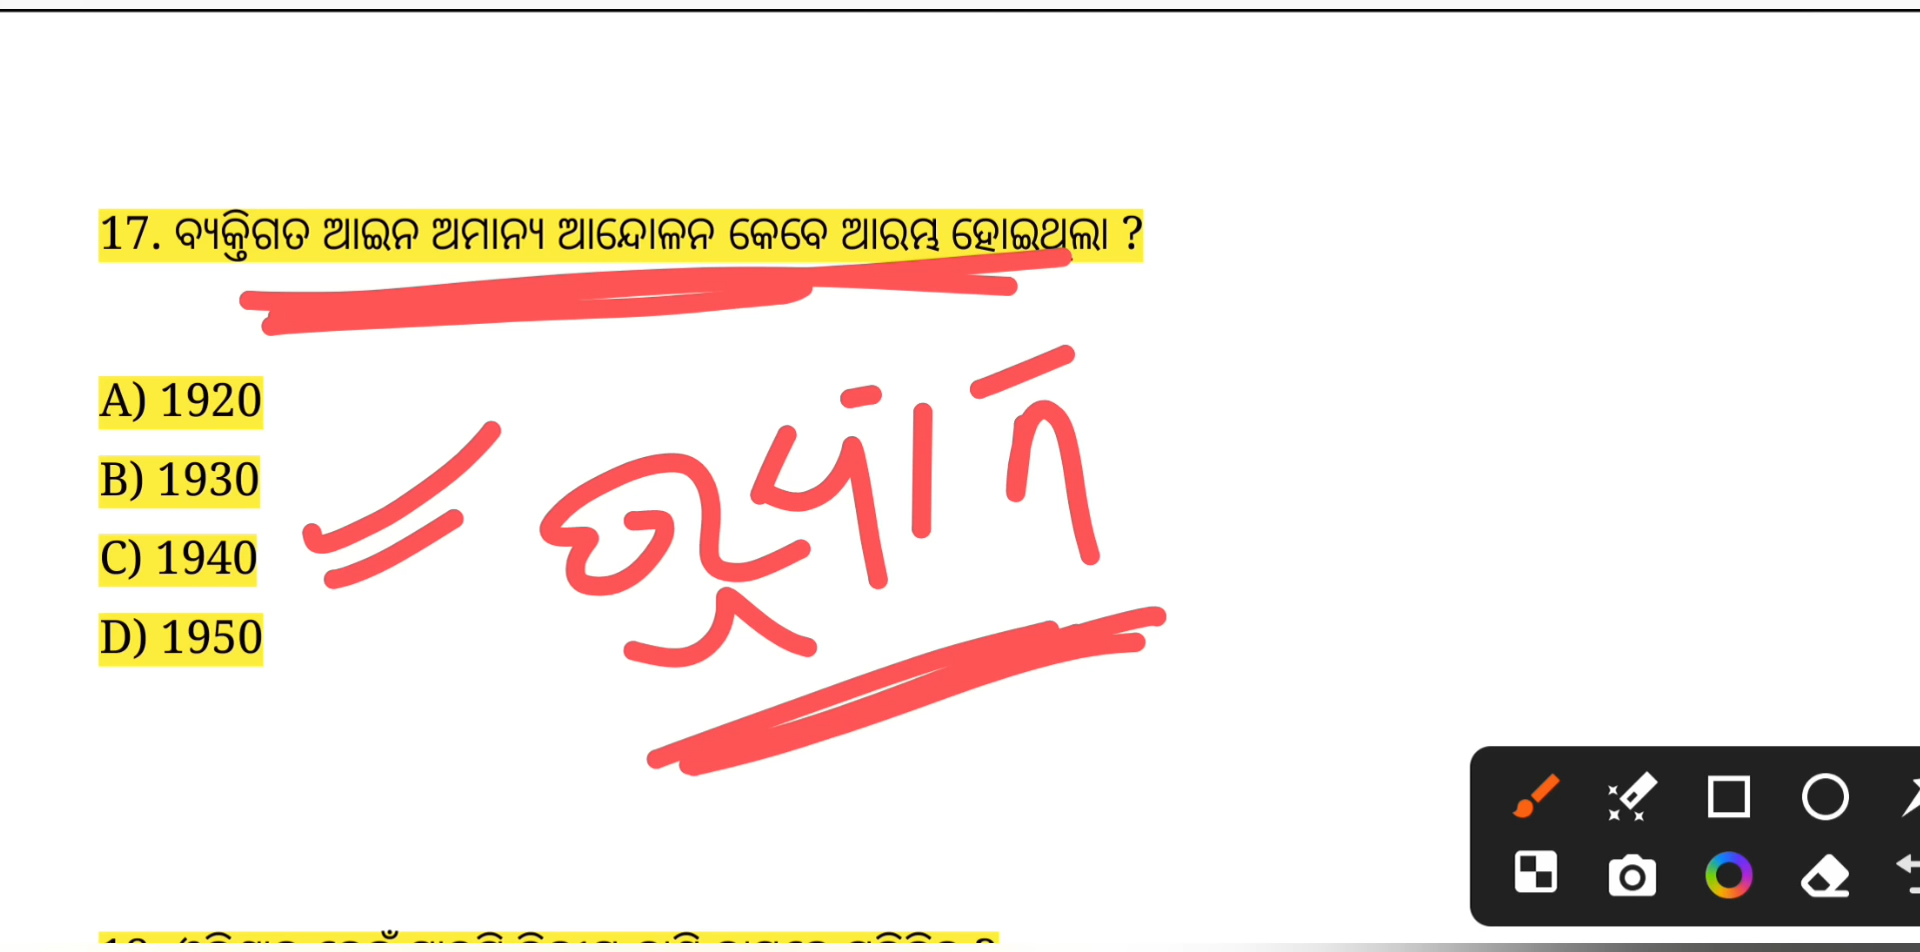 17. ବ୍ୟକ୍ତିଗତ ଆଇନ ଅମାନ୍ୟ ଆନ୍ଦୋଳନ କେବେ ଆରମ୍ଭ ହୋଇଥିଲା ?
A) 1920
B) 1930
C) 1940
D) 1950